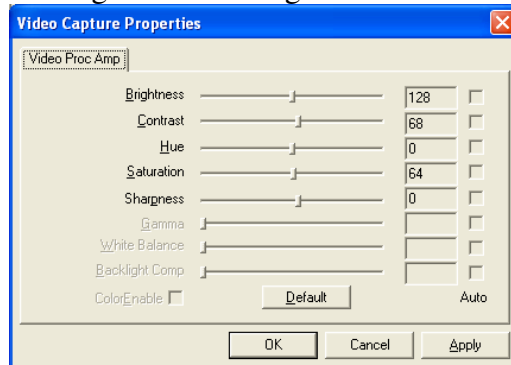 Video Capture Properties
Video Proc Amp
Brightness 128
Contrast 68
Hue 0
Saturation 64
Sharpness 0
Gamma
White Balance
Backlight Comp
ColorEnable Default Auto
OK Cancel Apply